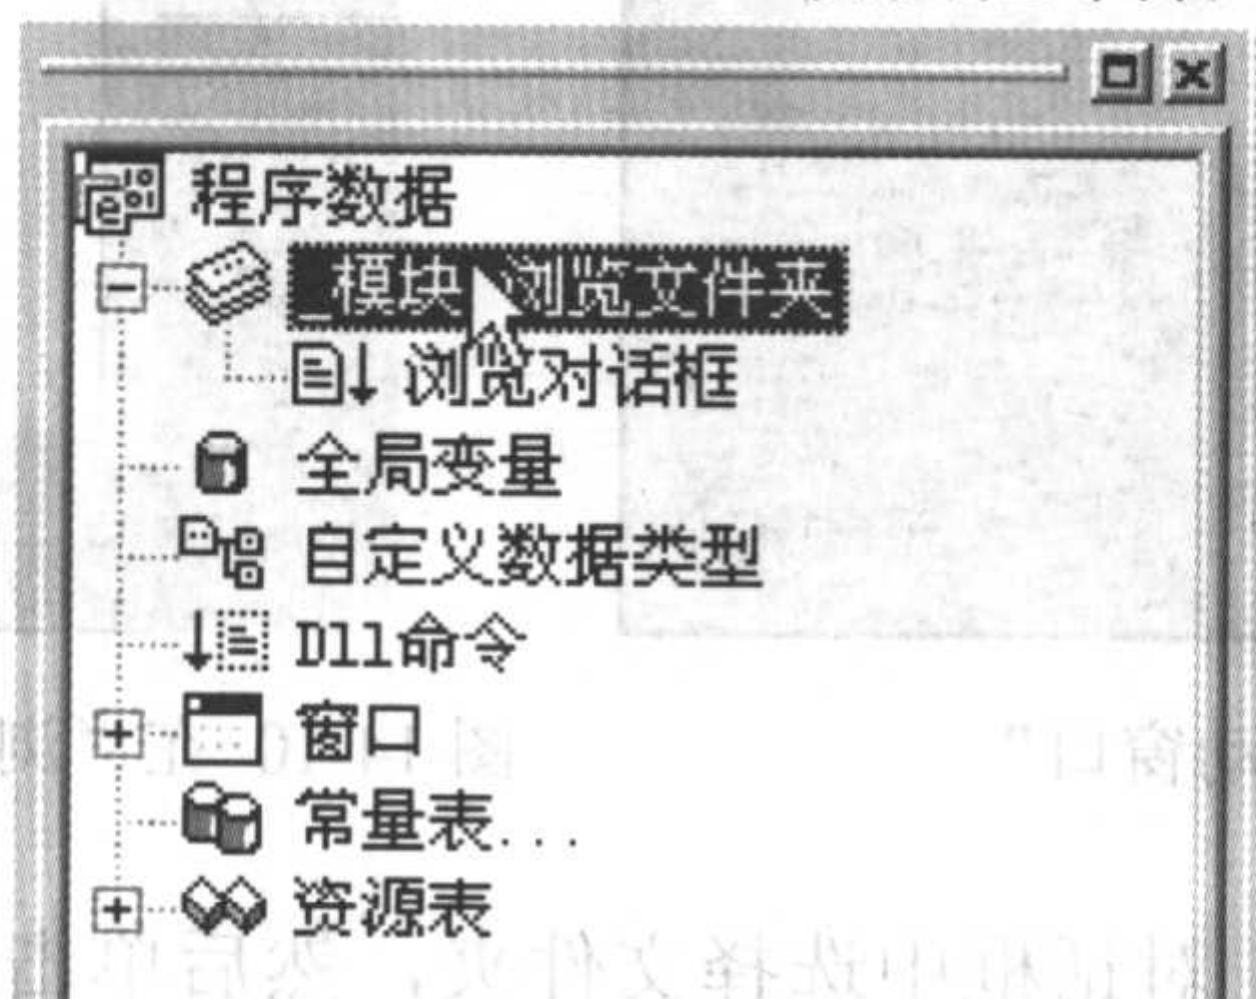 程序数据
_模块 浏览文件夹
浏览对话框
全局变量
自定义数据类型
Dll命令
窗口
常量表...
资源表